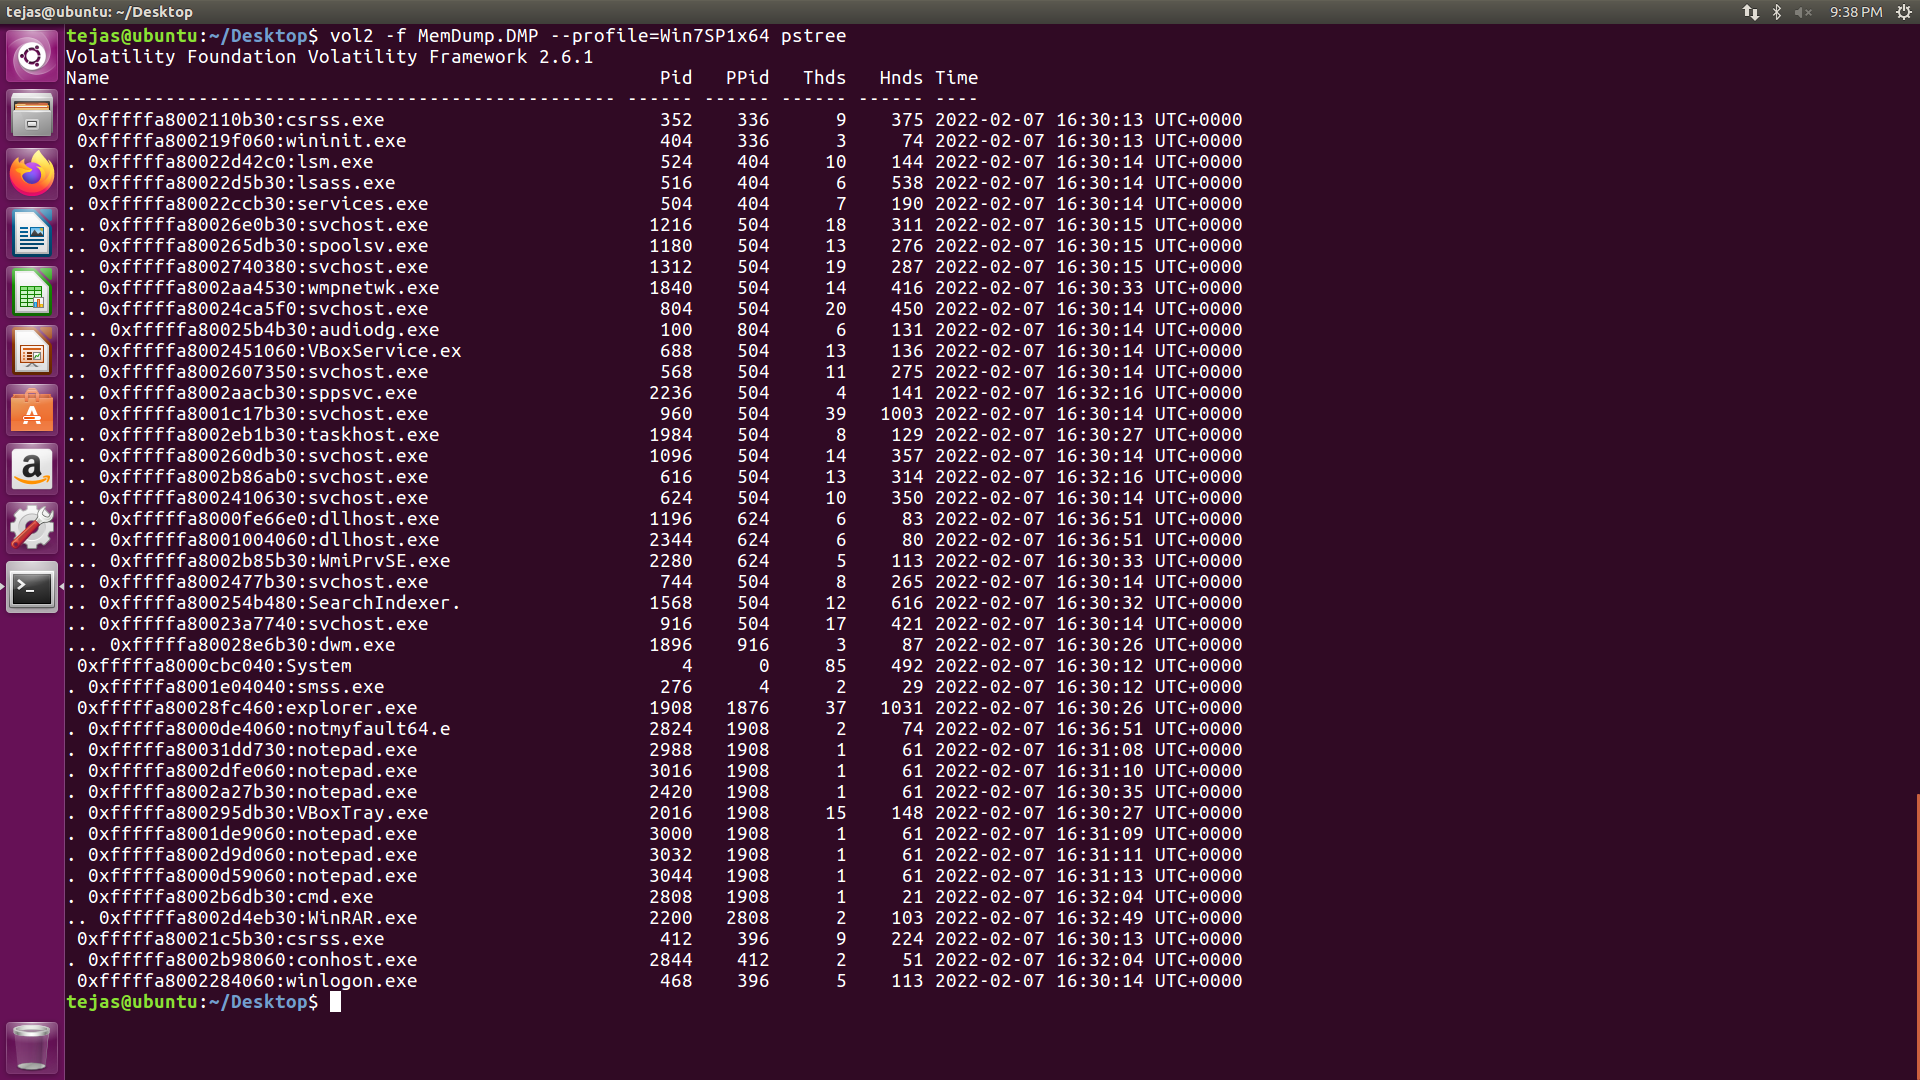 tejas@ubuntu: ~/Desktop
9:38 PM
tejas@ubuntu:~/Desktop$ vol2 -f MemDump.DMP --profile=Win7SP1x64 pstree
Volatility Foundation Volatility Framework 2.6.1
Name                                                  Pid   PPid   Thds   Hnds Time
-------------------------------------------------- ------ ------ ------ ------ ----
 0xfffffa8002110b30:csrss.exe                         352    336      9    375 2022-02-07 16:30:13 UTC+0000
 0xfffffa800219f060:wininit.exe                       404    336      3     74 2022-02-07 16:30:13 UTC+0000
. 0xfffffa80022d42c0:lsm.exe                          524    404     10    144 2022-02-07 16:30:14 UTC+0000
. 0xfffffa80022d5b30:lsass.exe                        516    404      6    538 2022-02-07 16:30:14 UTC+0000
. 0xfffffa80022ccb30:services.exe                     504    404      7    190 2022-02-07 16:30:14 UTC+0000
.. 0xfffffa80026e0b30:svchost.exe                    1216    504     18    311 2022-02-07 16:30:15 UTC+0000
.. 0xfffffa800265db30:spoolsv.exe                    1180    504     13    276 2022-02-07 16:30:15 UTC+0000
.. 0xfffffa8002740380:svchost.exe                    1312    504     19    287 2022-02-07 16:30:15 UTC+0000
.. 0xfffffa8002aa4530:wmpnetwk.exe                   1840    504     14    416 2022-02-07 16:30:33 UTC+0000
.. 0xfffffa80024ca5f0:svchost.exe                     804    504     20    450 2022-02-07 16:30:14 UTC+0000
... 0xfffffa80025b4b30:audiodg.exe                    100    804      6    131 2022-02-07 16:30:14 UTC+0000
.. 0xfffffa8002451060:VBoxService.ex                  688    504     13    136 2022-02-07 16:30:14 UTC+0000
.. 0xfffffa8002607350:svchost.exe                     568    504     11    275 2022-02-07 16:30:14 UTC+0000
.. 0xfffffa8002aacb30:sppsvc.exe                     2236    504      4    141 2022-02-07 16:32:16 UTC+0000
.. 0xfffffa8001c17b30:svchost.exe                     960    504     39   1003 2022-02-07 16:30:14 UTC+0000
.. 0xfffffa8002eb1b30:taskhost.exe                   1984    504      8    129 2022-02-07 16:30:27 UTC+0000
.. 0xfffffa800260db30:svchost.exe                    1096    504     14    357 2022-02-07 16:30:14 UTC+0000
.. 0xfffffa8002b86ab0:svchost.exe                     616    504     13    314 2022-02-07 16:32:16 UTC+0000
.. 0xfffffa8002410630:svchost.exe                     624    504     10    350 2022-02-07 16:30:14 UTC+0000
... 0xfffffa8000fe66e0:dllhost.exe                   1196    624      6     83 2022-02-07 16:36:51 UTC+0000
... 0xfffffa8001004060:dllhost.exe                   2344    624      6     80 2022-02-07 16:36:51 UTC+0000
... 0xfffffa8002b85b30:WmiPrvSE.exe                  2280    624      5    113 2022-02-07 16:30:33 UTC+0000
.. 0xfffffa8002477b30:svchost.exe                     744    504      8    265 2022-02-07 16:30:14 UTC+0000
.. 0xfffffa800254b480:SearchIndexer.                 1568    504     12    616 2022-02-07 16:30:32 UTC+0000
.. 0xfffffa80023a7740:svchost.exe                     916    504     17    421 2022-02-07 16:30:14 UTC+0000
... 0xfffffa80028e6b30:dwm.exe                       1896    916      3     87 2022-02-07 16:30:26 UTC+0000
 0xfffffa8000cbc040:System                              4      0     85    492 2022-02-07 16:30:12 UTC+0000
. 0xfffffa8001e04040:smss.exe                         276      4      2     29 2022-02-07 16:30:12 UTC+0000
 0xfffffa80028fc460:explorer.exe                     1908   1876     37   1031 2022-02-07 16:30:26 UTC+0000
. 0xfffffa8000de4060:notmyfault64.e                  2824   1908      2     74 2022-02-07 16:36:51 UTC+0000
. 0xfffffa80031dd730:notepad.exe                     2988   1908      1     61 2022-02-07 16:31:08 UTC+0000
. 0xfffffa8002dfe060:notepad.exe                     3016   1908      1     61 2022-02-07 16:31:10 UTC+0000
. 0xfffffa8002a27b30:notepad.exe                     2420   1908      1     61 2022-02-07 16:30:35 UTC+0000
. 0xfffffa800295db30:VBoxTray.exe                    2016   1908     15    148 2022-02-07 16:30:27 UTC+0000
. 0xfffffa8001de9060:notepad.exe                     3000   1908      1     61 2022-02-07 16:31:09 UTC+0000
. 0xfffffa8002d9d060:notepad.exe                     3032   1908      1     61 2022-02-07 16:31:11 UTC+0000
. 0xfffffa8000d59060:notepad.exe                     3044   1908      1     61 2022-02-07 16:31:13 UTC+0000
. 0xfffffa8002b6db30:cmd.exe                         2808   1908      1     21 2022-02-07 16:32:04 UTC+0000
.. 0xfffffa8002d4eb30:WinRAR.exe                     2200   2808      2    103 2022-02-07 16:32:49 UTC+0000
 0xfffffa80021c5b30:csrss.exe                         412    396      9    224 2022-02-07 16:30:13 UTC+0000
. 0xfffffa8002b98060:conhost.exe                     2844    412      2     51 2022-02-07 16:32:04 UTC+0000
 0xfffffa8002284060:winlogon.exe                      468    396      5    113 2022-02-07 16:30:14 UTC+0000
tejas@ubuntu:~/Desktop$